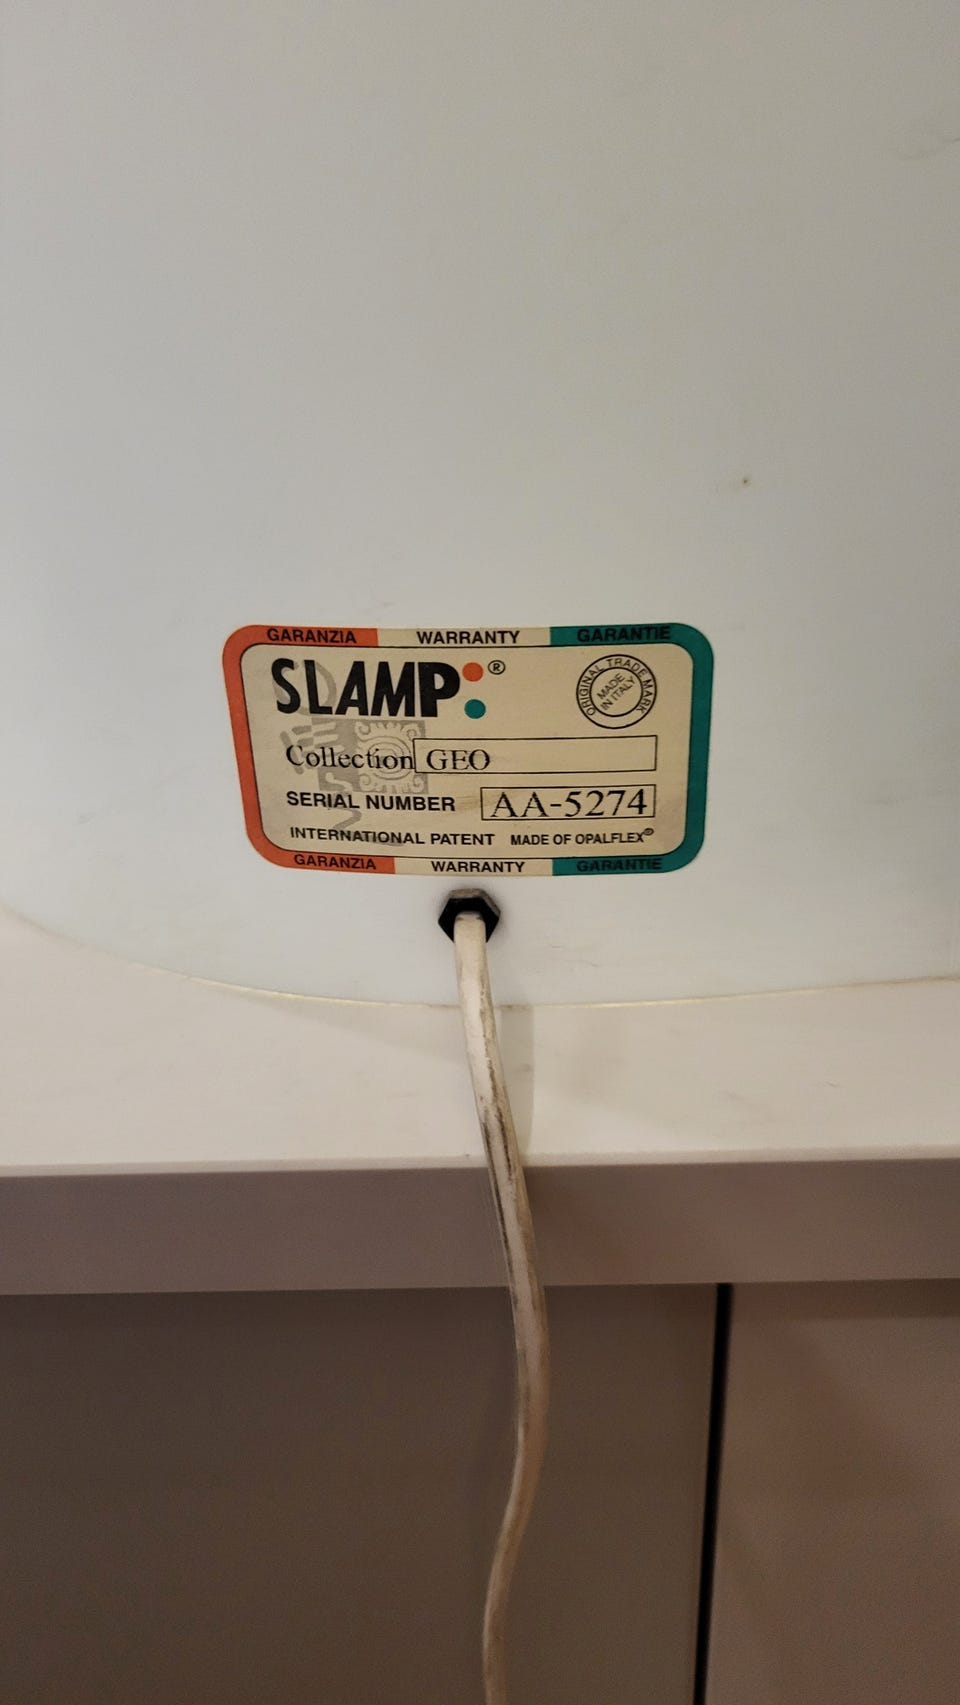 GARANZIA WARRANTY GARANTIE
SLAMP ®
ORIGINAL TRADE MARK
MADE IN ITALY
Collection GEO
SERIAL NUMBER AA-5274
INTERNATIONAL PATENT MADE OF OPALFLEX®
GARANZIA WARRANTY GARANTIE